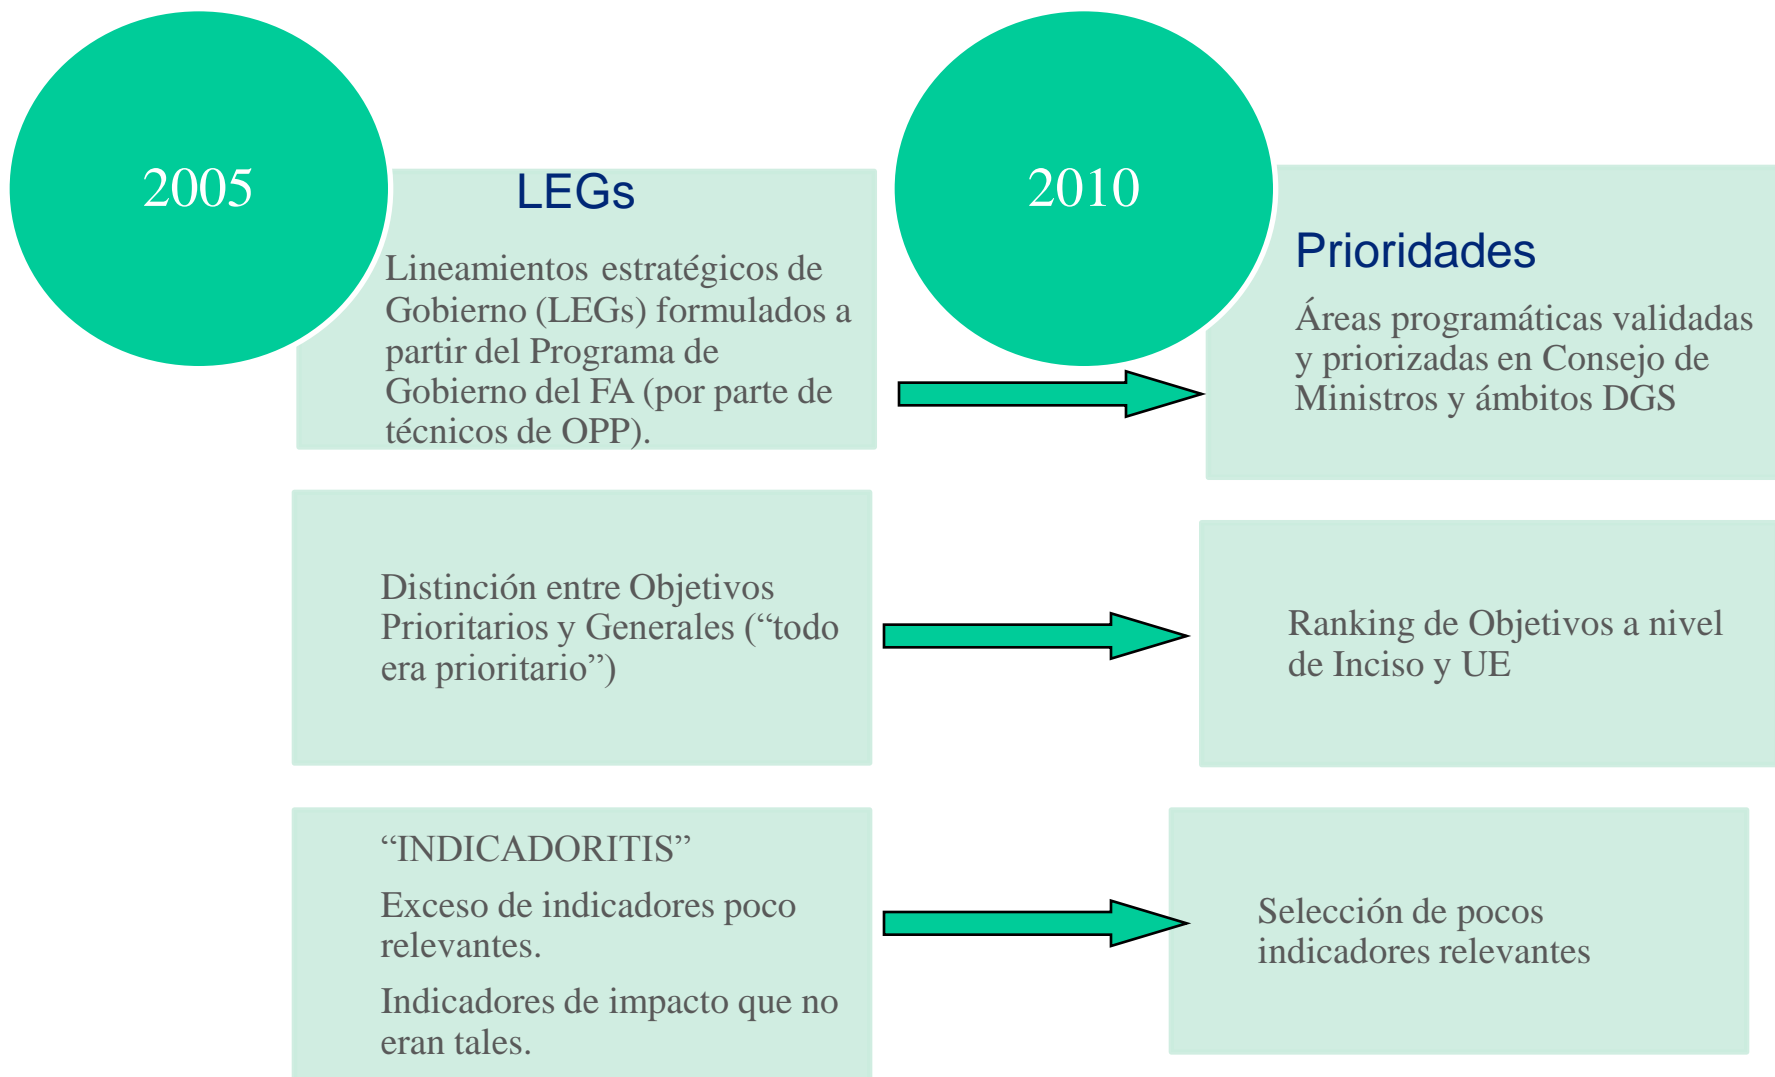 2005
LEGs
Lineamientos estratégicos de
Gobierno (LEGs) formulados a
partir del Programa de
Gobierno del FA (por parte de
técnicos de OPP).
2010
Prioridades
Áreas programáticas validadas
y priorizadas en Consejo de
Ministros y ámbitos DGS
Distinción entre Objetivos
Prioritarios y Generales (“todo
era prioritario”)
Ranking de Objetivos a nivel
de Inciso y UE
“INDICADORITIS”
Exceso de indicadores poco
relevantes.
Indicadores de impacto que no
eran tales.
Selección de pocos
indicadores relevantes